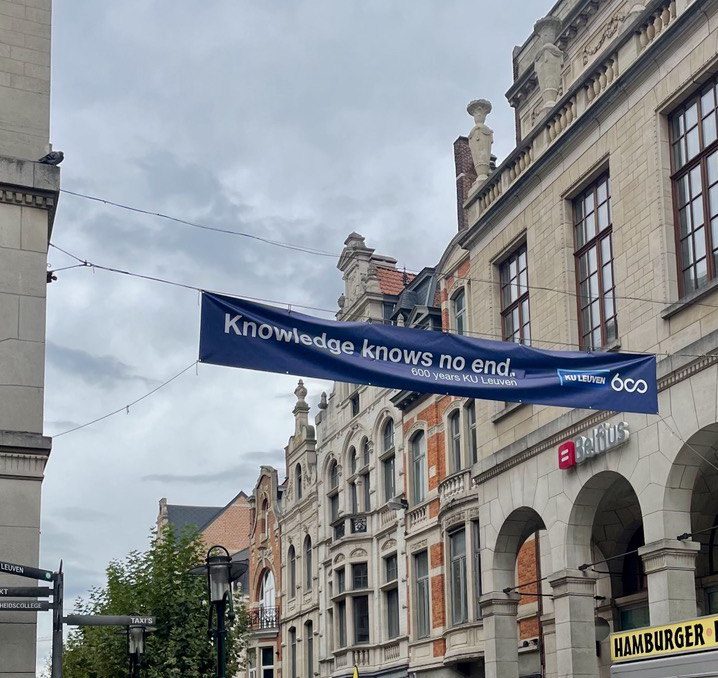 Knowledge knows no end.
600 years KU Leuven
KU LEUVEN
600
Belfius
LEUVEN
TAXI'S
HAMBURGER